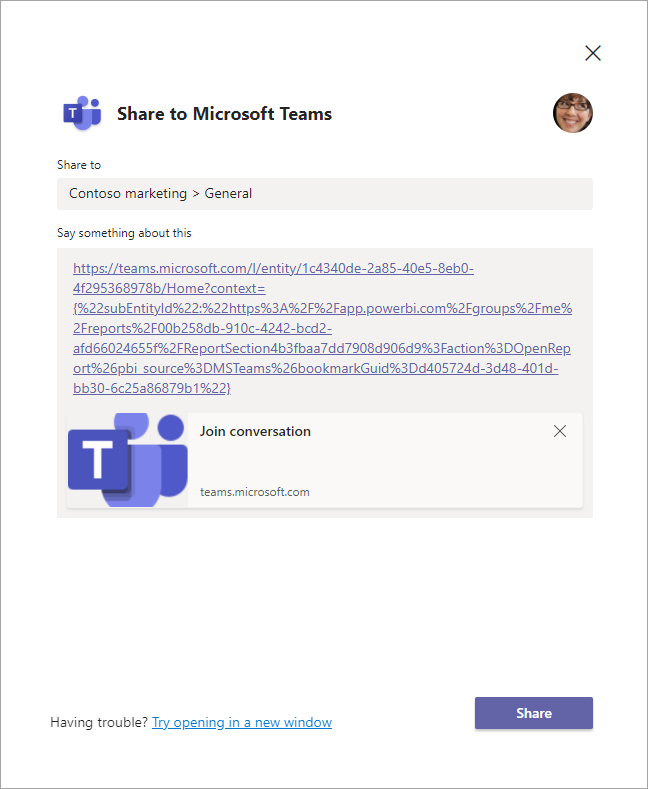 T
Share to Microsoft Teams
Share to
Contoso marketing > General
Say something about this
https://teams.microsoft.com/l/entity/1c4340de-2a85-40e5-8eb0-
4f295368978b/Home?context=
{%22subEntityId%22:%22https%3A%2F%2Fapp.powerbi.com%2Fgroups%2Fme%
2Freports%2F00b258db-910c-4242-bcd2-
afd66024655f%2FReportSection4b3fbaa7dd7908d906d9%3Faction%3DOpenRep
ort%26pbi_source%3DMSTeams%26bookmarkGuid%3Dd405724d-3d48-401d-
bb30-6c25a86879b1%22}
T
Join conversation
teams.microsoft.com
Having trouble? Try opening in a new window
Share